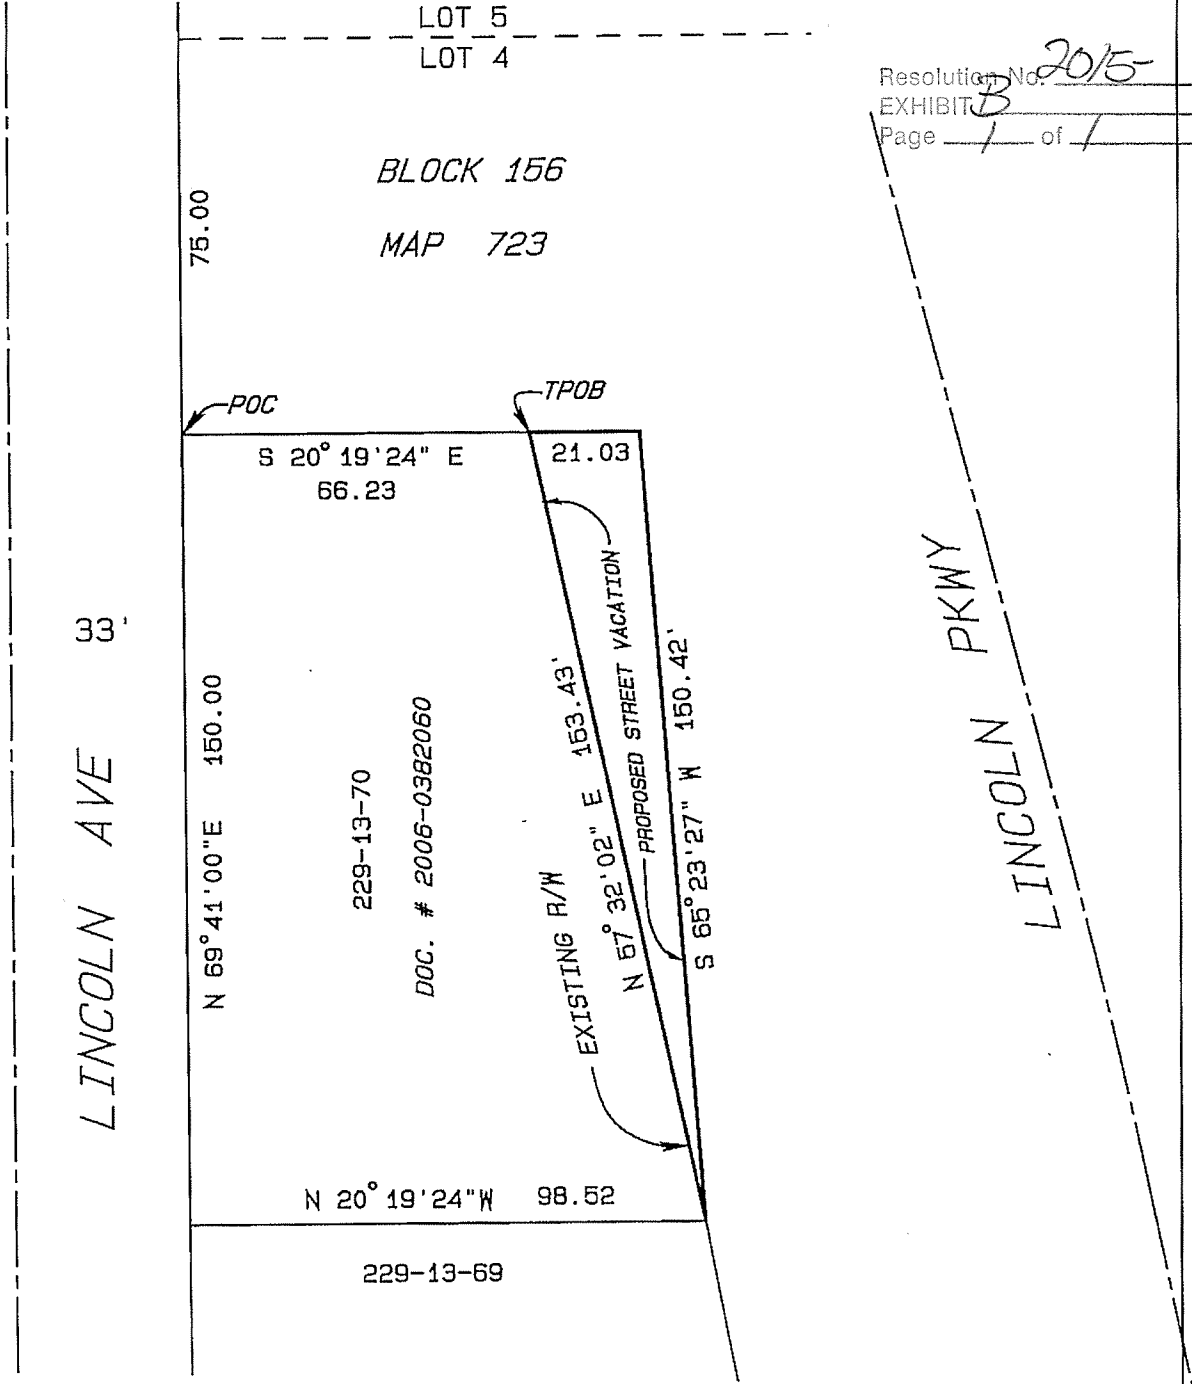 LOT 5
LOT 4
Resolution No. 2015-
EXHIBIT B
Page 1 of 1
BLOCK 156
MAP 723
75.00
POC
TPOB
S 20° 19'24" E
66.23
21.03
33'
LINCOLN AVE
N 69°41'00"E 150.00
229-13-70
DOC. # 2006-0382060
EXISTING R/W
N 57° 32'02" E 153.43'
PROPOSED STREET VACATION
S 65°23'27" W 150.42'
LINCOLN PKWY
N 20° 19'24"W 98.52
229-13-69